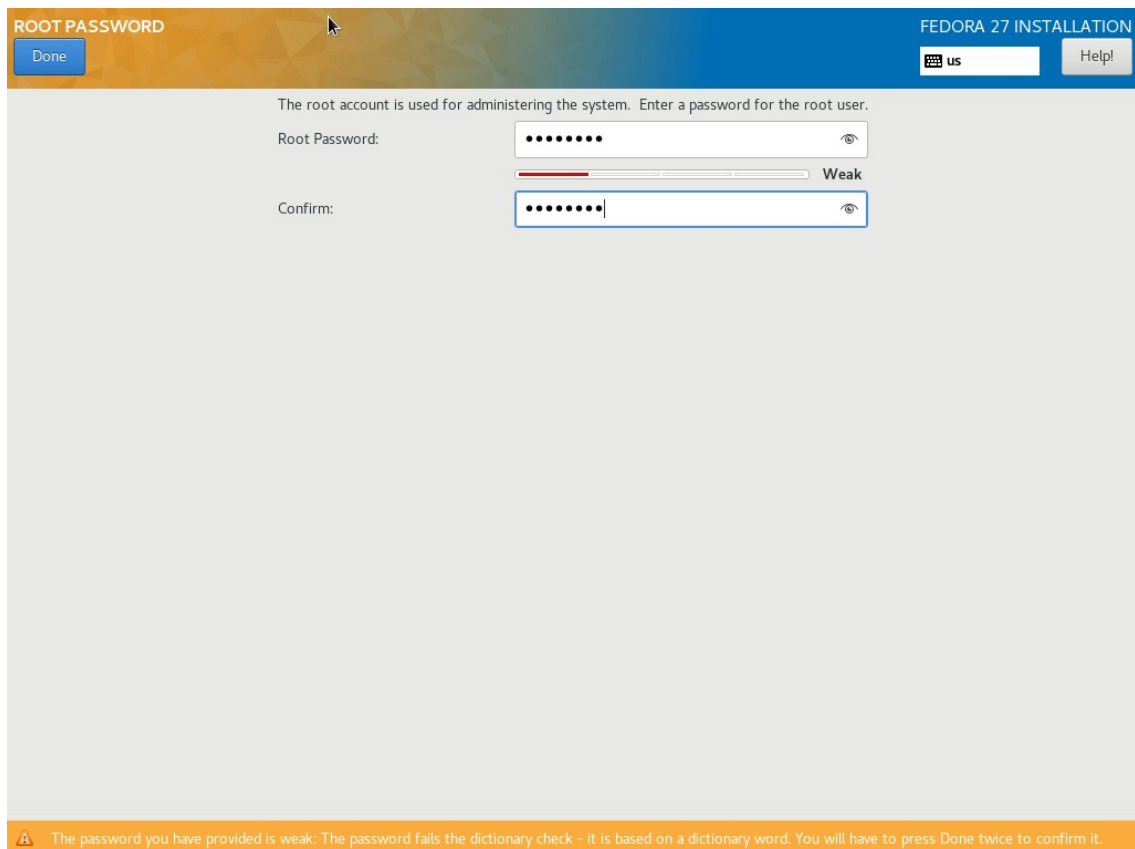 ROOT PASSWORD
FEDORA 27 INSTALLATION
Done
us
Help!
The root account is used for administering the system.  Enter a password for the root user.
Root Password:
●●●●●●●●
Weak
Confirm:
●●●●●●●●
The password you have provided is weak: The password fails the dictionary check - it is based on a dictionary word. You will have to press Done twice to confirm it.